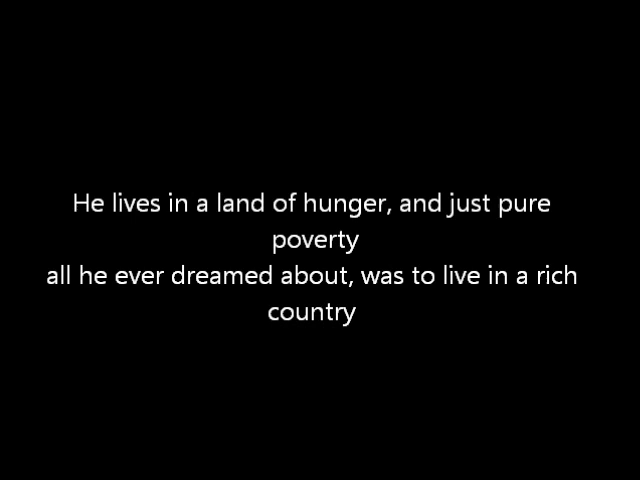 He lives in a land of hunger, and just pure
poverty
all he ever dreamed about, was to live in a rich
country